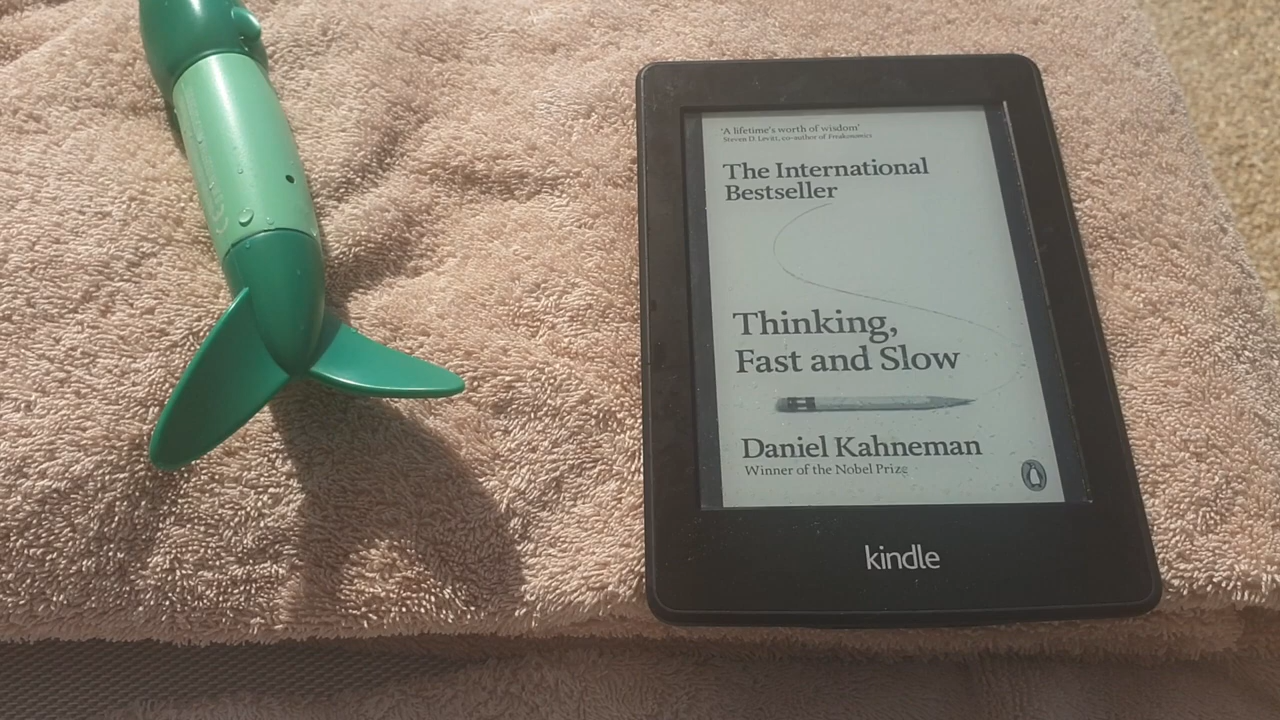 'A lifetime's worth of wisdom'
Steven D. Levitt, co-author of Freakonomics
The International
Bestseller
Thinking,
Fast and Slow
Daniel Kahneman
Winner of the Nobel Prize
kindle